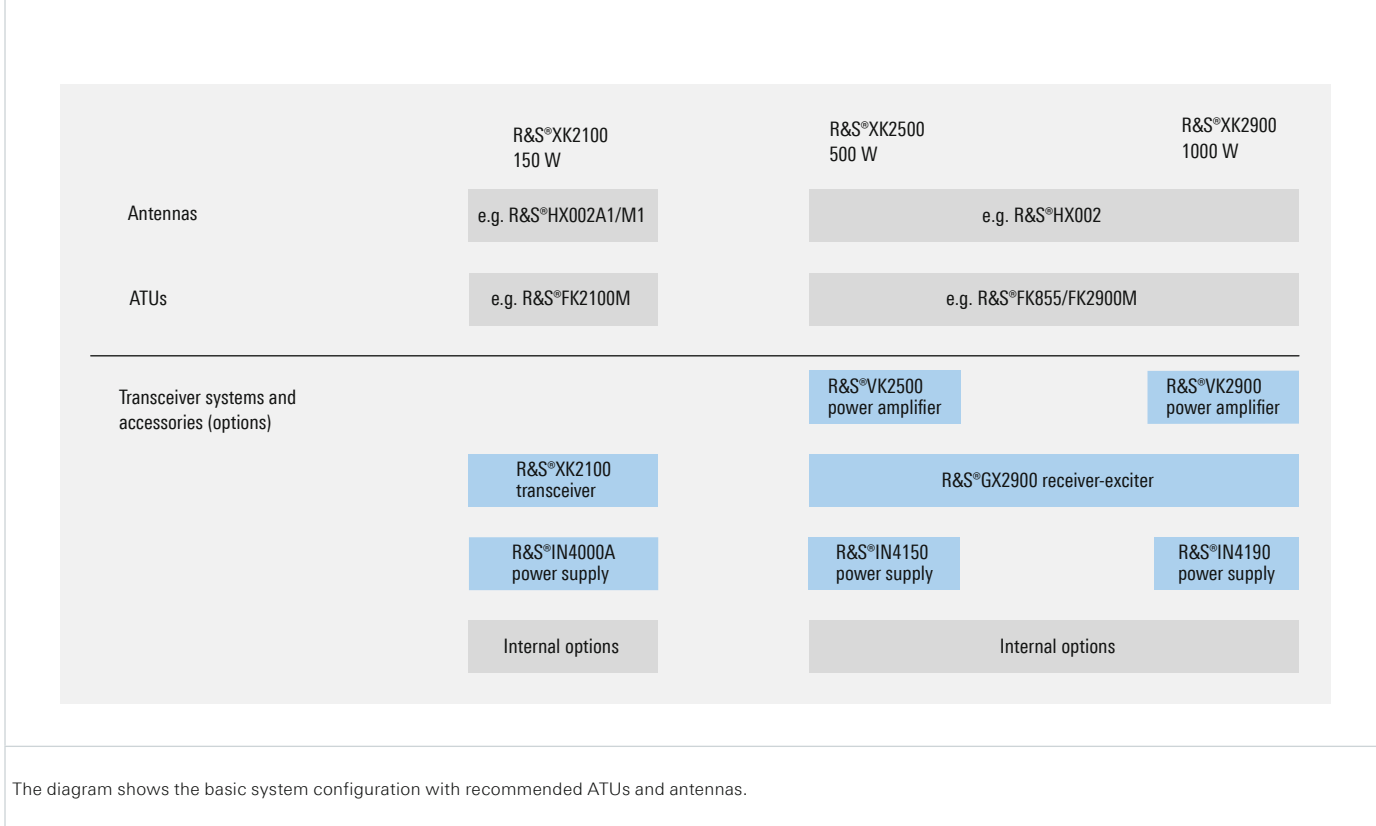 R&S®XK2100
150 W
R&S®XK2500
500 W
R&S®XK2900
1000 W
Antennas
e.g. R&S®HX002A1/M1
e.g. R&S®HX002
ATUs
e.g. R&S®FK2100M
e.g. R&S®FK855/FK2900M
Transceiver systems and
accessories (options)
R&S®VK2500
power amplifier
R&S®VK2900
power amplifier
R&S®XK2100
transceiver
R&S®GX2900 receiver-exciter
R&S®IN4000A
power supply
R&S®IN4150
power supply
R&S®IN4190
power supply
Internal options
Internal options
The diagram shows the basic system configuration with recommended ATUs and antennas.